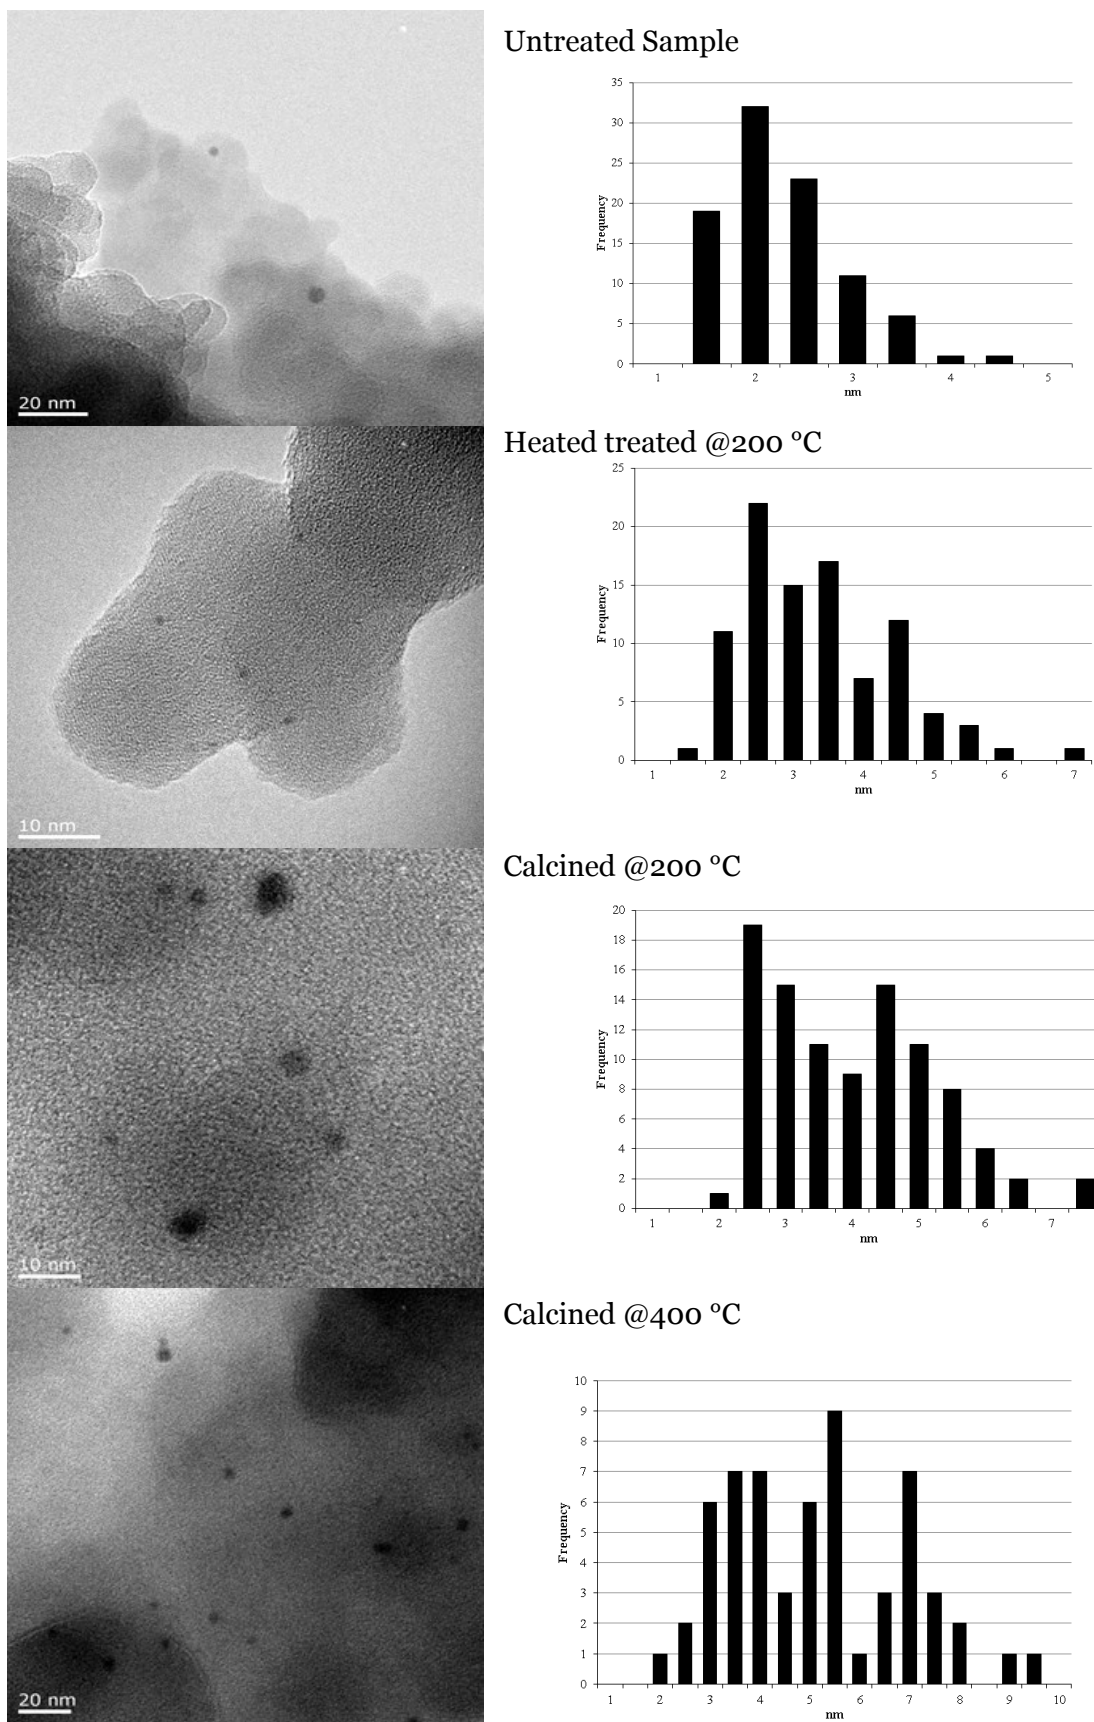 Untreated Sample
35
30
25
20
15
10
5
0
Frequency
1 2 3 4 5
nm
20 nm
Heated treated @200 °C
25
20
15
10
5
0
Frequency
1 2 3 4 5 6 7
nm
10 nm
Calcined @200 °C
20
18
16
14
12
10
8
6
4
2
0
Frequency
1 2 3 4 5 6 7
nm
10 nm
Calcined @400 °C
10
9
8
7
6
5
4
3
2
1
0
Frequency
1 2 3 4 5 6 7 8 9 10
nm
20 nm